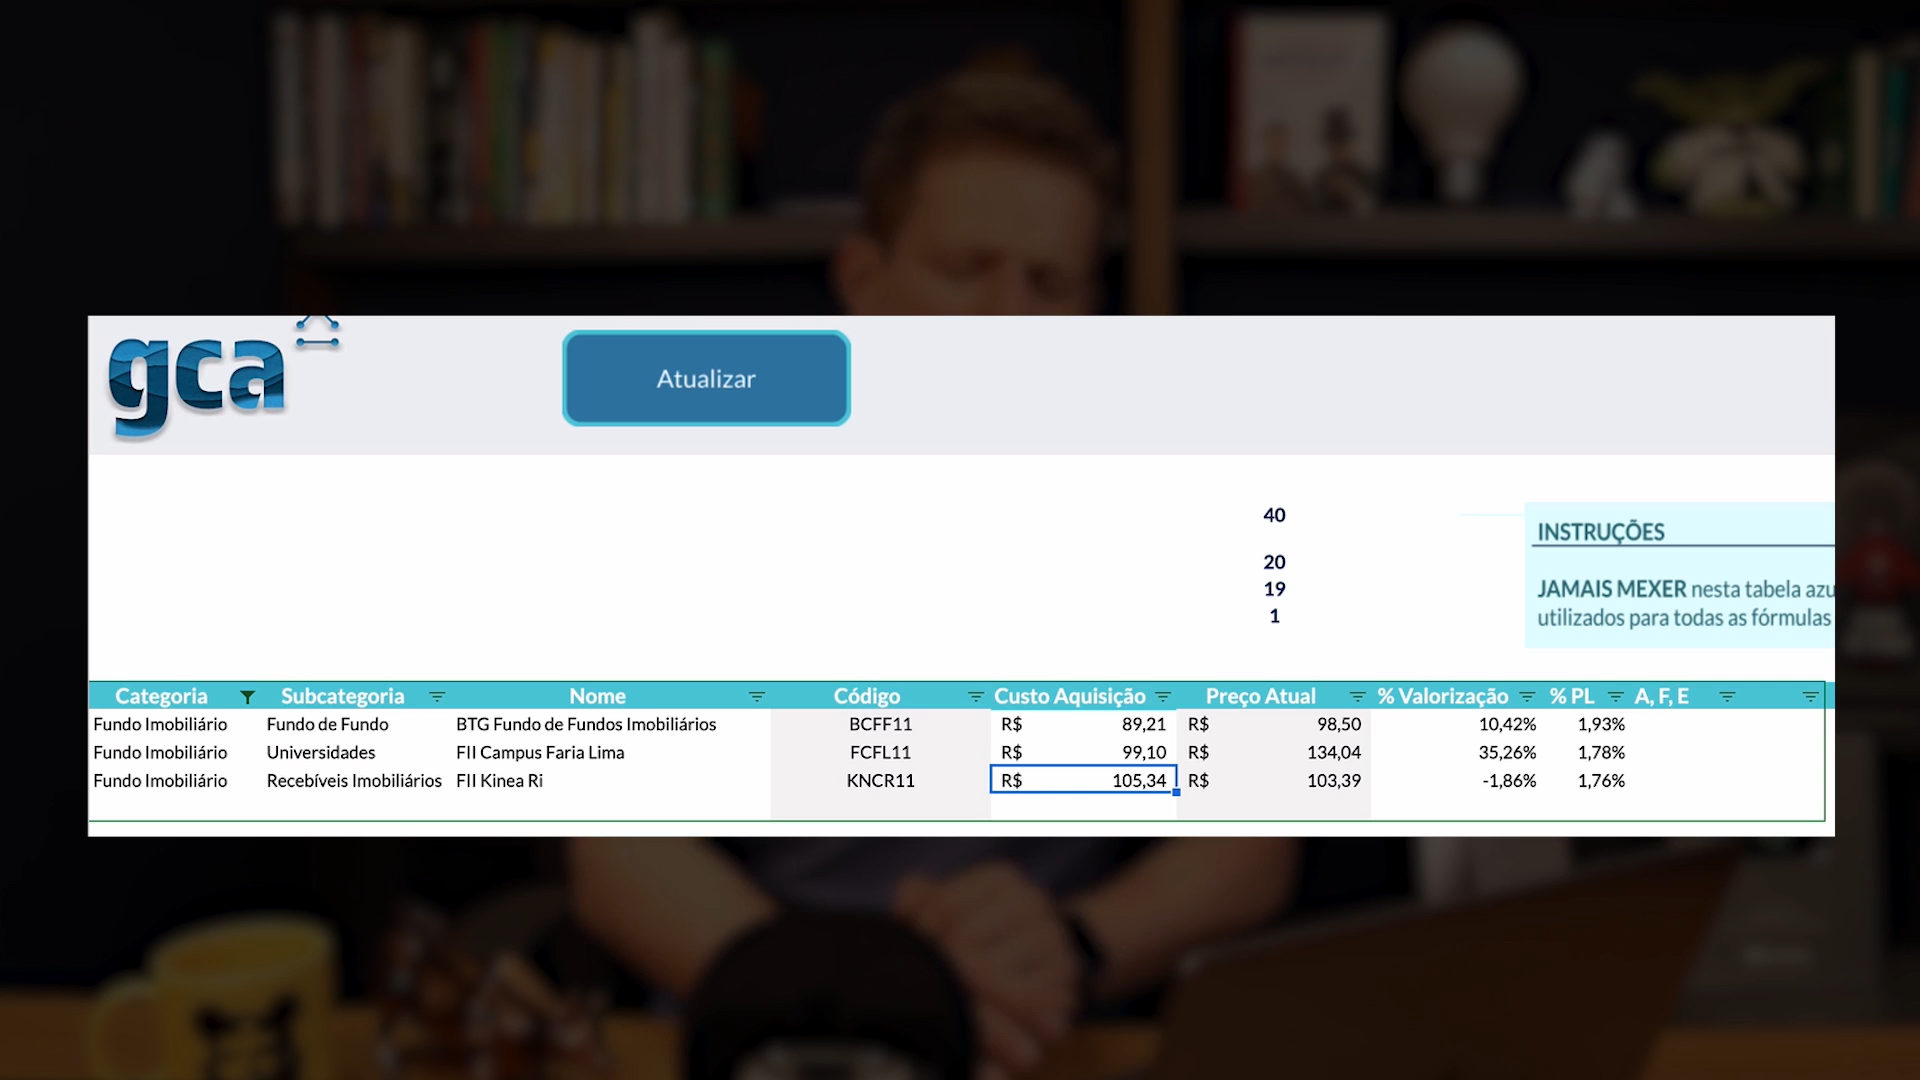 gca
Atualizar
40
20
19
1
INSTRUÇÕES
JAMAIS MEXER nesta tabela azu
utilizados para todas as fórmulas
Categoria Subcategoria Nome Código Custo Aquisição Preço Atual % Valorização % PL A, F, E
Fundo Imobiliário Fundo de Fundo BTG Fundo de Fundos Imobiliários BCFF11 R$ 89,21 R$ 98,50 10,42% 1,93%
Fundo Imobiliário Universidades FII Campus Faria Lima FCFL11 R$ 99,10 R$ 134,04 35,26% 1,78%
Fundo Imobiliário Recebíveis Imobiliários FII Kinea Ri KNCR11 R$ 105,34 R$ 103,39 -1,86% 1,76%